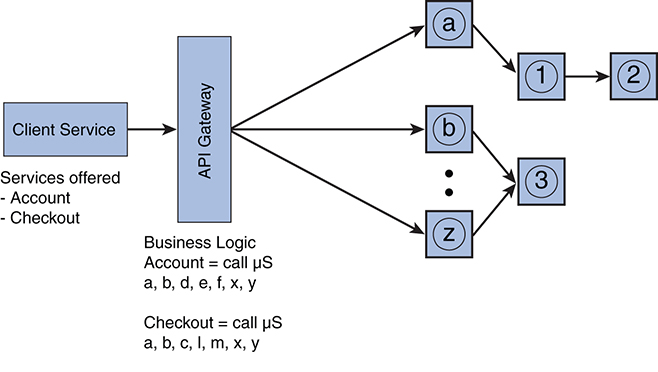 Client Service
Services offered
- Account
- Checkout
API Gateway
Business Logic
Account = call µS
a, b, d, e, f, x, y
Checkout = call µS
a, b, c, l, m, x, y
a
1
2
b
3
z